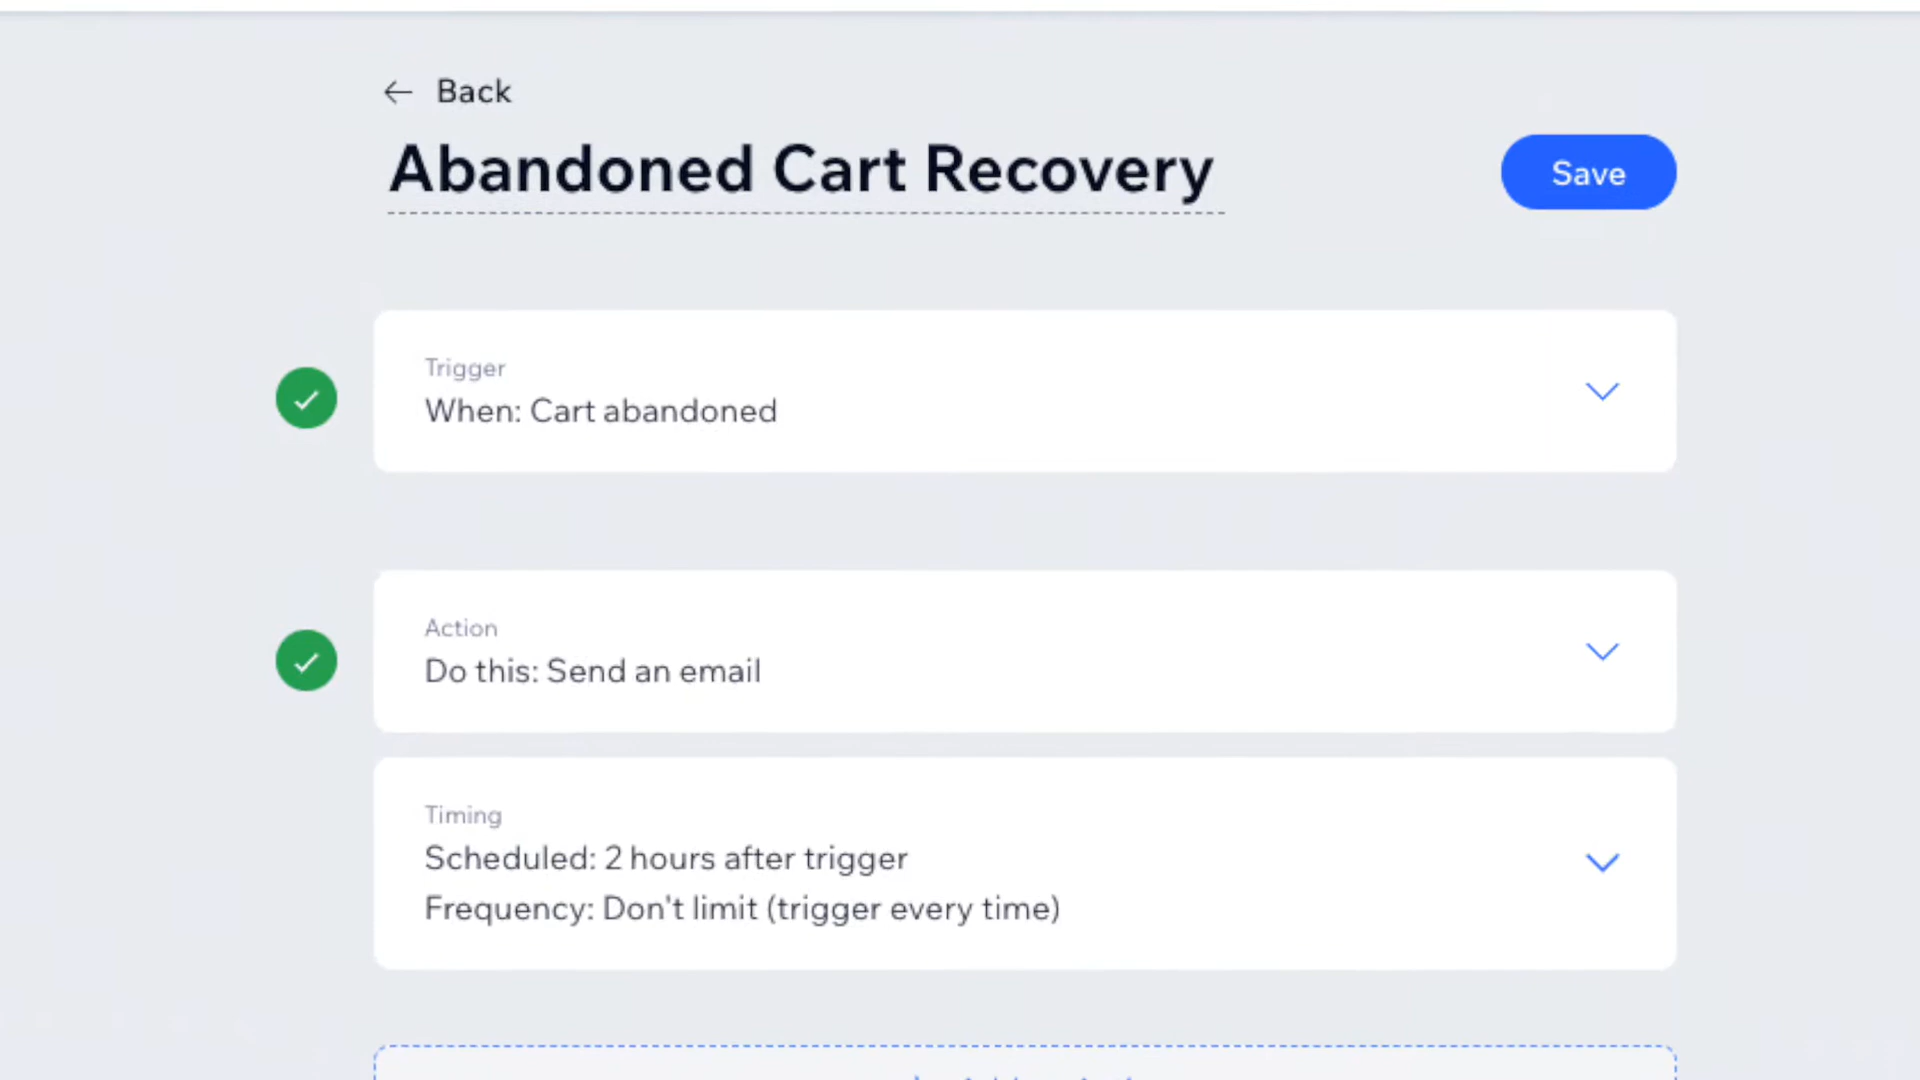 Back
Abandoned Cart Recovery
Save
Trigger
When: Cart abandoned
Action
Do this: Send an email
Timing
Scheduled: 2 hours after trigger
Frequency: Don't limit (trigger every time)